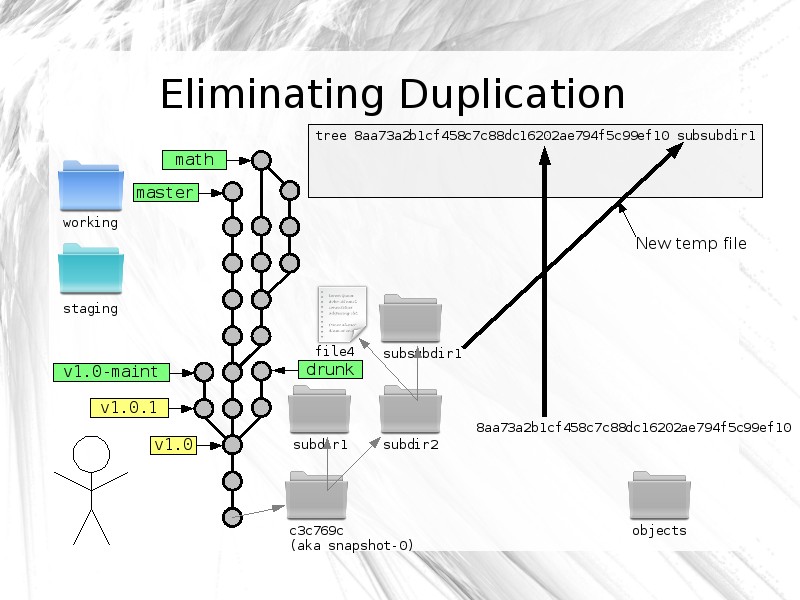 Eliminating Duplication
tree 8aa73a2b1cf458c7c88dc16202ae794f5c99ef10 subsubdir1
math
master
working
New temp file
staging
file4
subsubdir1
v1.0-maint
drunk
v1.0.1
8aa73a2b1cf458c7c88dc16202ae794f5c99ef10
v1.0
subdir1
subdir2
c3c769c
(aka snapshot-0)
objects